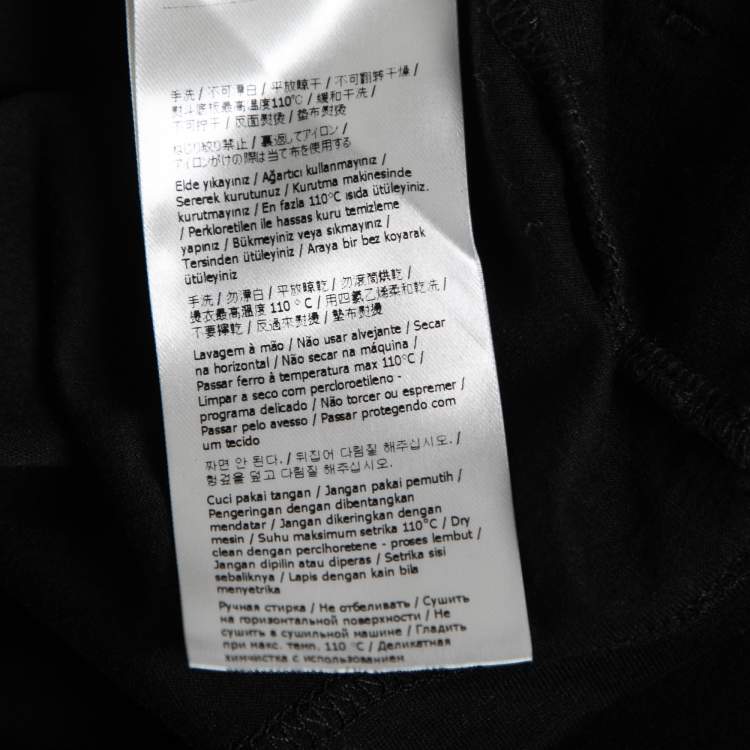 手洗 / 不可漂白 / 平放晾干 / 不可翻转干燥 /
熨斗底板最高温度110℃ / 缓和干洗 /
不可拧干 / 反面熨烫 / 垫布熨烫
ねじり絞り禁止 / 裏返してアイロン /
アイロンがけの際は当て布を使用する
Elde yıkayınız / Ağartıcı kullanmayınız /
Sererek kurutunuz / Kurutma makinesinde
kurutmayınız / En fazla 110°C ısıda ütüleyiniz.
/ Perkloretilen ile hassas kuru temizleme
yapınız / Bükmeyiniz veya sıkmayınız /
Tersinden ütüleyiniz / Araya bir bez koyarak
ütüleyiniz
手洗 / 勿漂白 / 平放晾乾 / 勿滾筒烘乾 /
燙衣最高溫度 110 ° C / 用四氯乙烯柔和乾洗 /
不要擰乾 / 反過來熨燙 / 墊布熨燙
Lavagem à mão / Não usar alvejante / Secar
na horizontal / Não secar na máquina /
Passar ferro à temperatura max 110°C /
Limpar a seco com percloroetileno -
programa delicado / Não torcer ou espremer /
Passar pelo avesso / Passar protegendo com
um tecido
짜면 안 된다. / 뒤집어 다림질 해주십시오. /
헝겊을 덮고 다림질 해주십시오.
Cuci pakai tangan / Jangan pakai pemutih /
Pengeringan dengan dibentangkan
mendatar / Jangan dikeringkan dengan
mesin / Suhu maksimum setrika 110°C / Dry
clean dengan perclhoretene - proses lembut /
Jangan dipilin atau diperas / Setrika sisi
sebaliknya / Lapis dengan kain bila
menyetrika
Ручная стирка / Не отбеливать / Сушить
на горизонтальной поверхности / Не
сушить в сушильной машине / Гладить
при макс. темп. 110 °C / Деликатная
химчистка с использованием